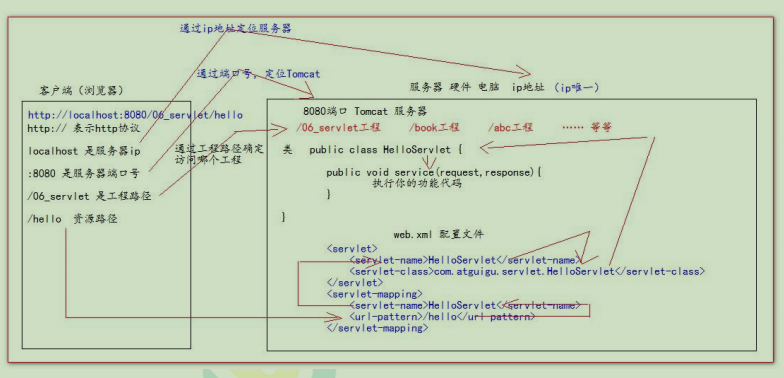 通过ip地址定位服务器
通过端口号，定位Tomcat
客户端（浏览器）
服务器 硬件 电脑 ip地址 (ip唯一)
http://localhost:8080/06_servlet/hello
http:// 表示http协议
localhost 是服务器ip
:8080 是服务器端口号
/06_servlet 是工程路径
/hello 资源路径
通过工程路径确定
访问哪个工程
8080端口 Tomcat 服务器
/06_servlet工程 /book工程 /abc工程 …… 等等
类 public class HelloServlet {
public void service(request,response){
执行你的功能代码
}
}
web.xml 配置文件
<servlet>
<servlet-name>HelloServlet</servlet-name>
<servlet-class>com.atguigu.servlet.HelloServlet</servlet-class>
</servlet>
<servlet-mapping>
<servlet-name>HelloServlet</servlet-name>
<url-pattern>/hello</url-pattern>
</servlet-mapping>